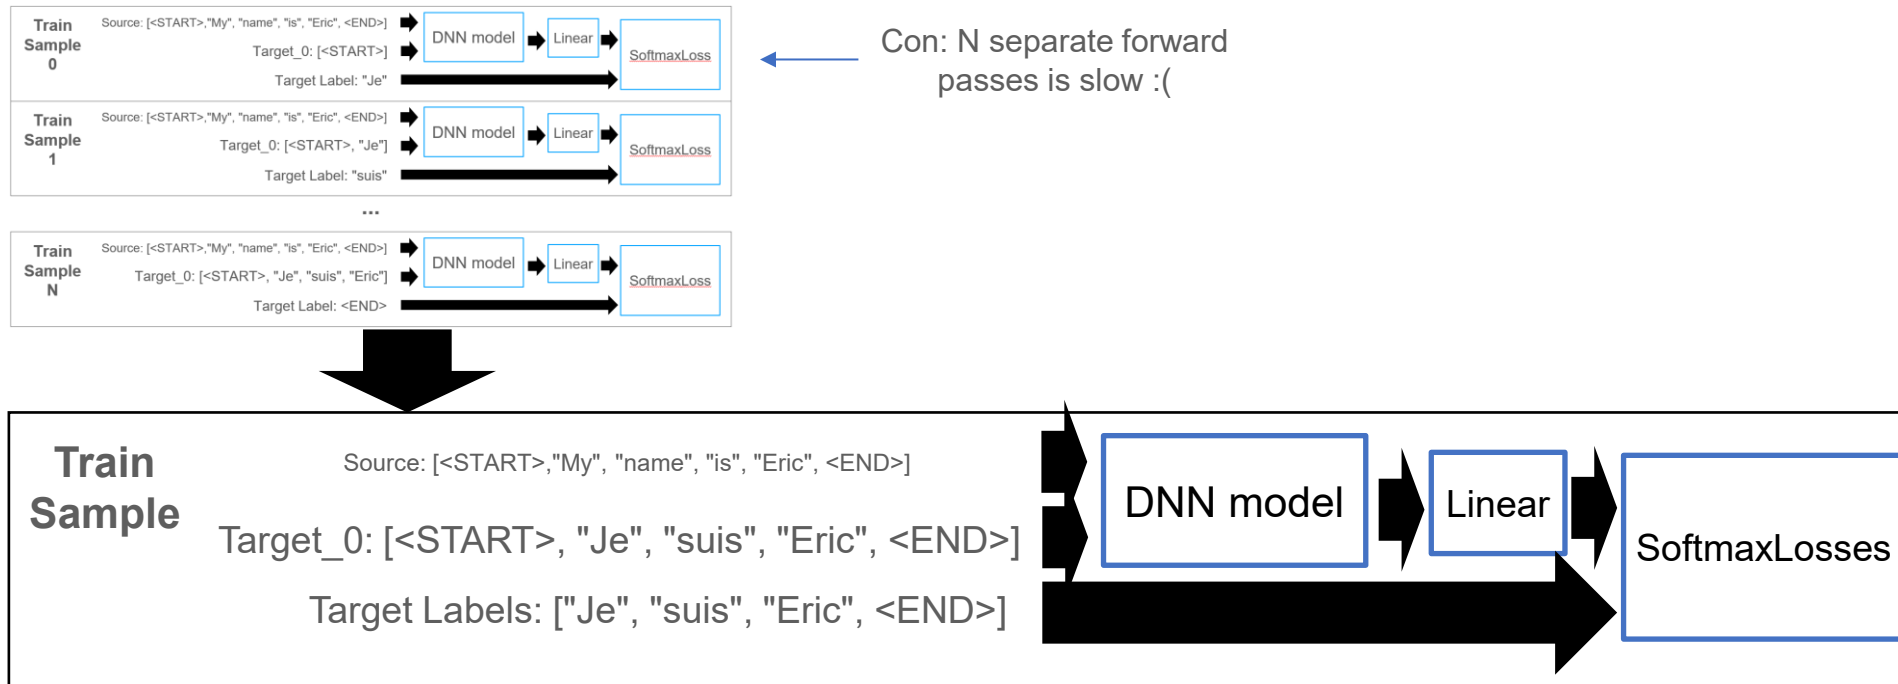 Train
Sample
0
Source: [<START>,"My", "name", "is", "Eric", <END>]
Target_0: [<START>]
Target Label: "Je"
DNN model
Linear
SoftmaxLoss
Con: N separate forward
passes is slow :(
Train
Sample
1
Source: [<START>,"My", "name", "is", "Eric", <END>]
Target_0: [<START>, "Je"]
Target Label: "suis"
DNN model
Linear
SoftmaxLoss
...
Train
Sample
N
Source: [<START>,"My", "name", "is", "Eric", <END>]
Target_0: [<START>, "Je", "suis", "Eric"]
Target Label: <END>
DNN model
Linear
SoftmaxLoss
Train
Sample
Source: [<START>,"My", "name", "is", "Eric", <END>]
Target_0: [<START>, "Je", "suis", "Eric", <END>]
Target Labels: ["Je", "suis", "Eric", <END>]
DNN model
Linear
SoftmaxLosses